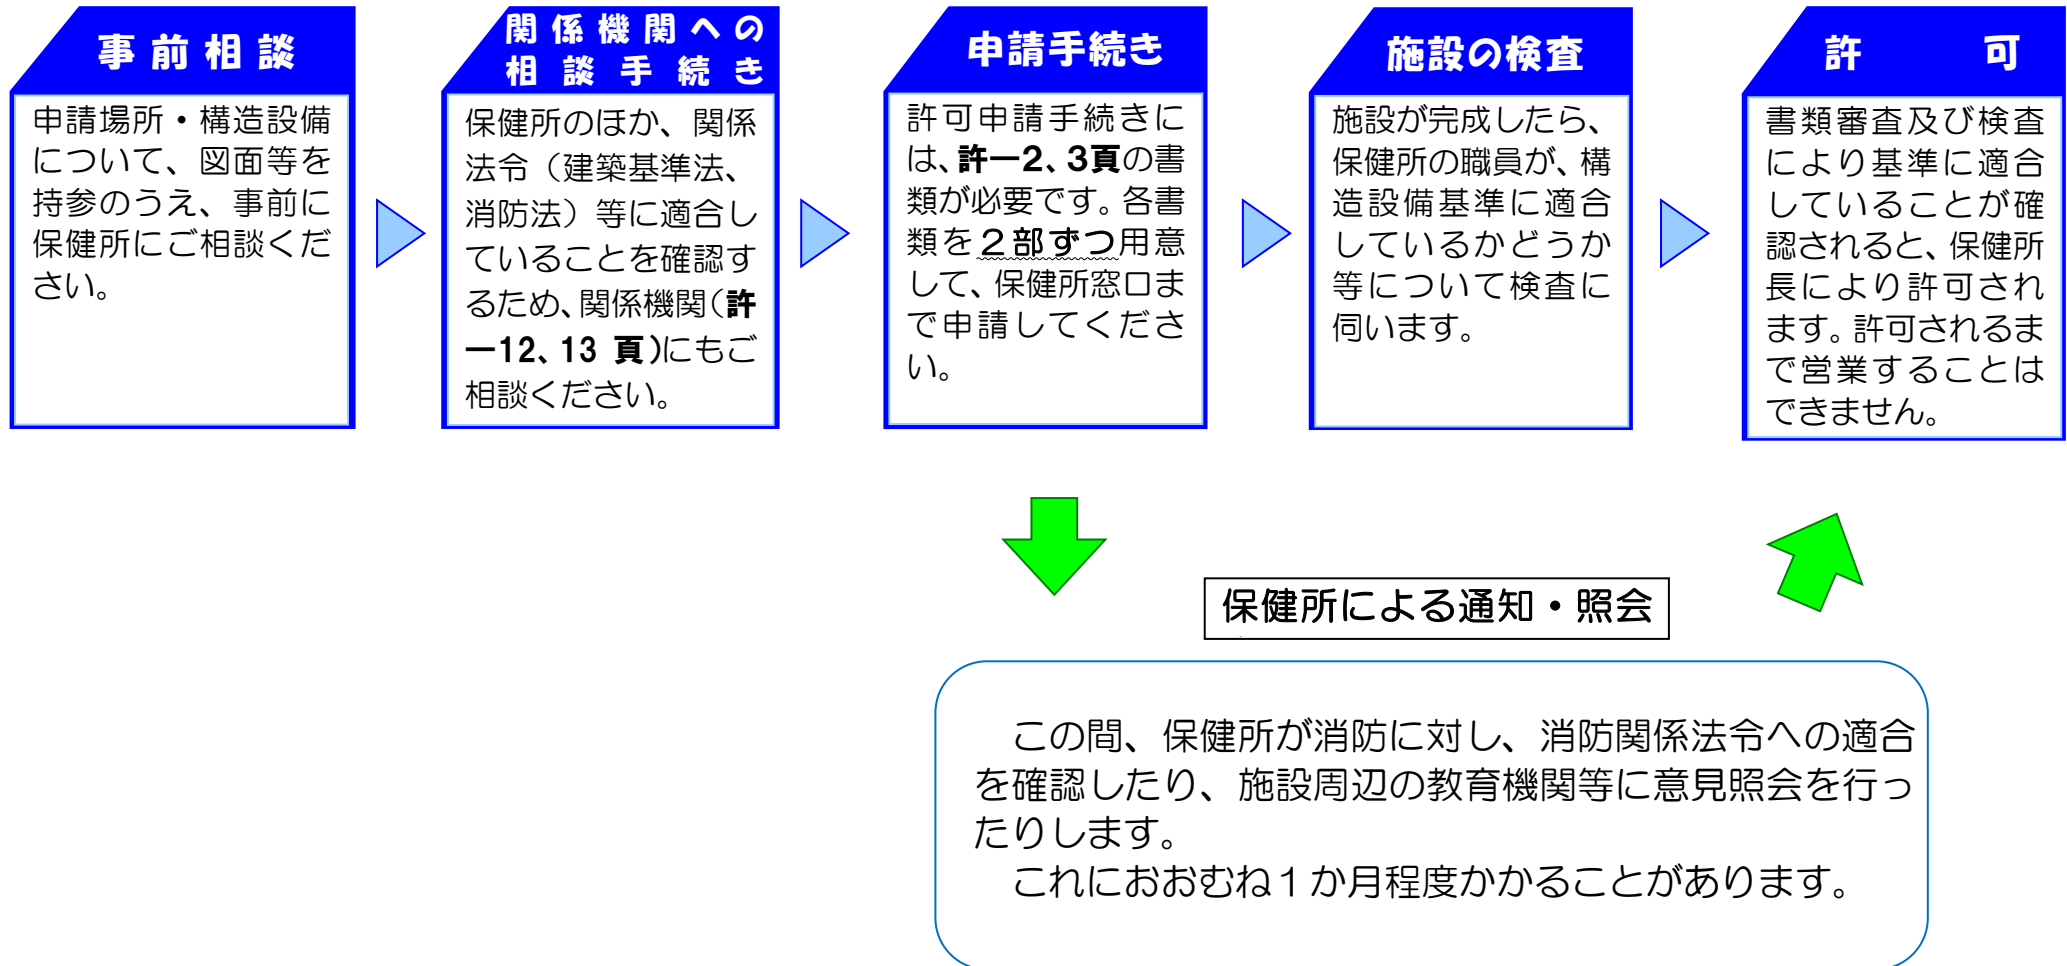 事前相談
申請場所・構造設備
について、図面等を
持参のうえ、事前に
保健所にご相談くだ
さい。
関係機関への
相談手続き
保健所のほか、関係
法令（建築基準法、
消防法）等に適合し
ていることを確認す
るため、関係機関（許
―12、13 頁)にもご
相談ください。
申請手続き
許可申請手続きに
は、許―2、3頁の書
類が必要です。各書
類を２部ずつ用意
して、保健所窓口ま
で申請してくださ
い。
施設の検査
施設が完成したら、
保健所の職員が、構
造設備基準に適合
しているかどうか
等について検査に
伺います。
許可
書類審査及び検査
により基準に適合
していることが確
認されると、保健所
長により許可され
ます。許可されるま
で営業することは
できません。
保健所による通知・照会
この間、保健所が消防に対し、消防関係法令への適合
を確認したり、施設周辺の教育機関等に意見照会を行っ
たりします。
これにおおむね１か月程度かかることがあります。